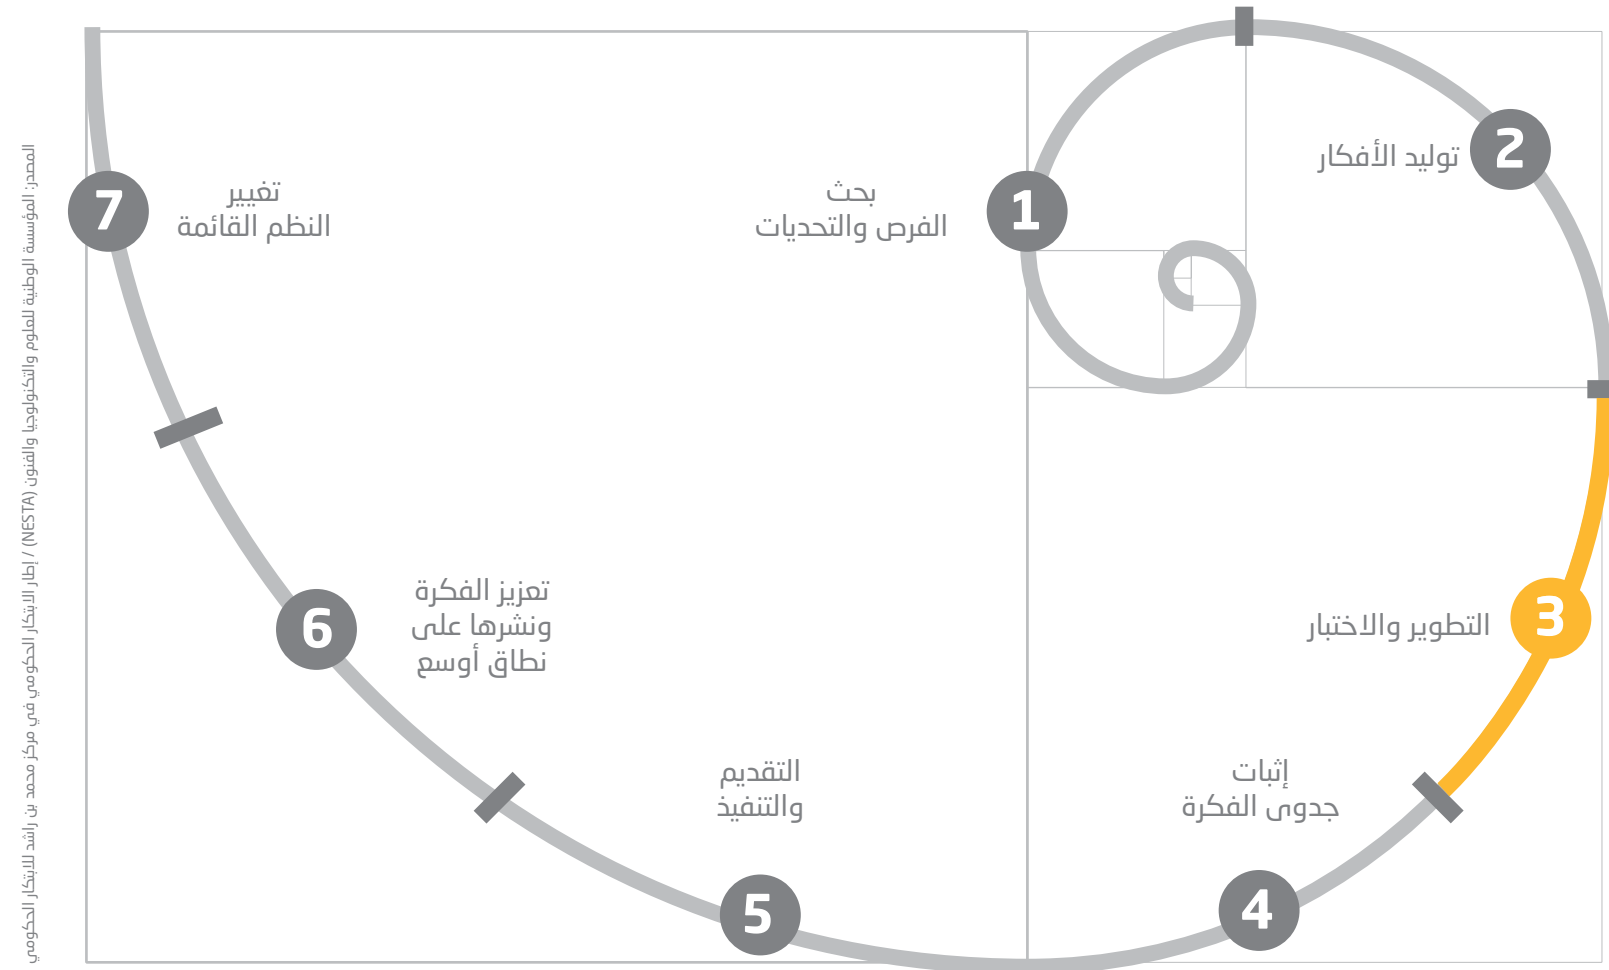 1
بحث
الفرص والتحديات
2
توليد الأفكار
3
التطوير والاختبار
4
إثبات
جدوى الفكرة
5
التقديم
والتنفيذ
6
تعزيز الفكرة
ونشرها على
نطاق أوسع
7
تغيير
النظم القائمة
المصدر: المؤسسة الوطنية للعلوم والتكنولوجيا والفنون (NESTA) / إطار الابتكار الحكومي في مركز محمد بن راشد للابتكار الحكومي